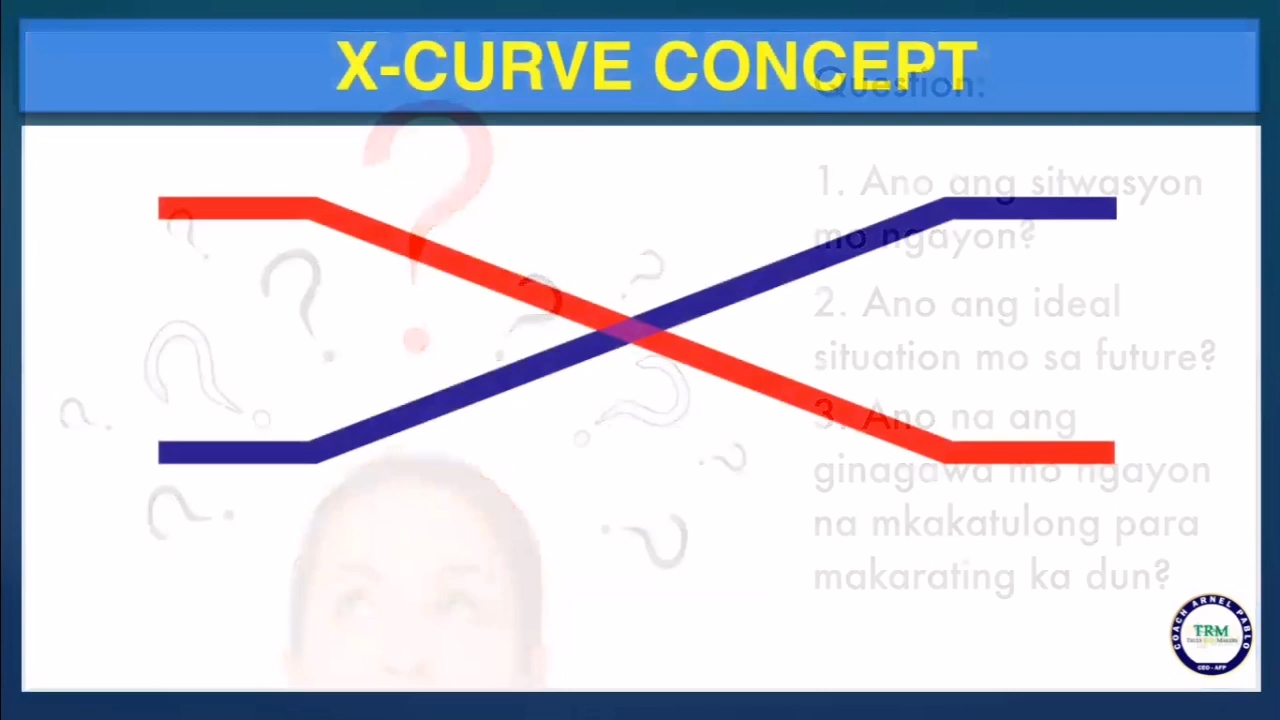 X-CURVE CONCEPT
Question:
1. Ano ang sitwasyon
mo ngayon?
2. Ano ang ideal
situation mo sa future?
3. Ano na ang
ginagawa mo ngayon
na mkakatulong para
makarating ka dun?
COACH ARNEL PABLO
TRM
CEO - AFP